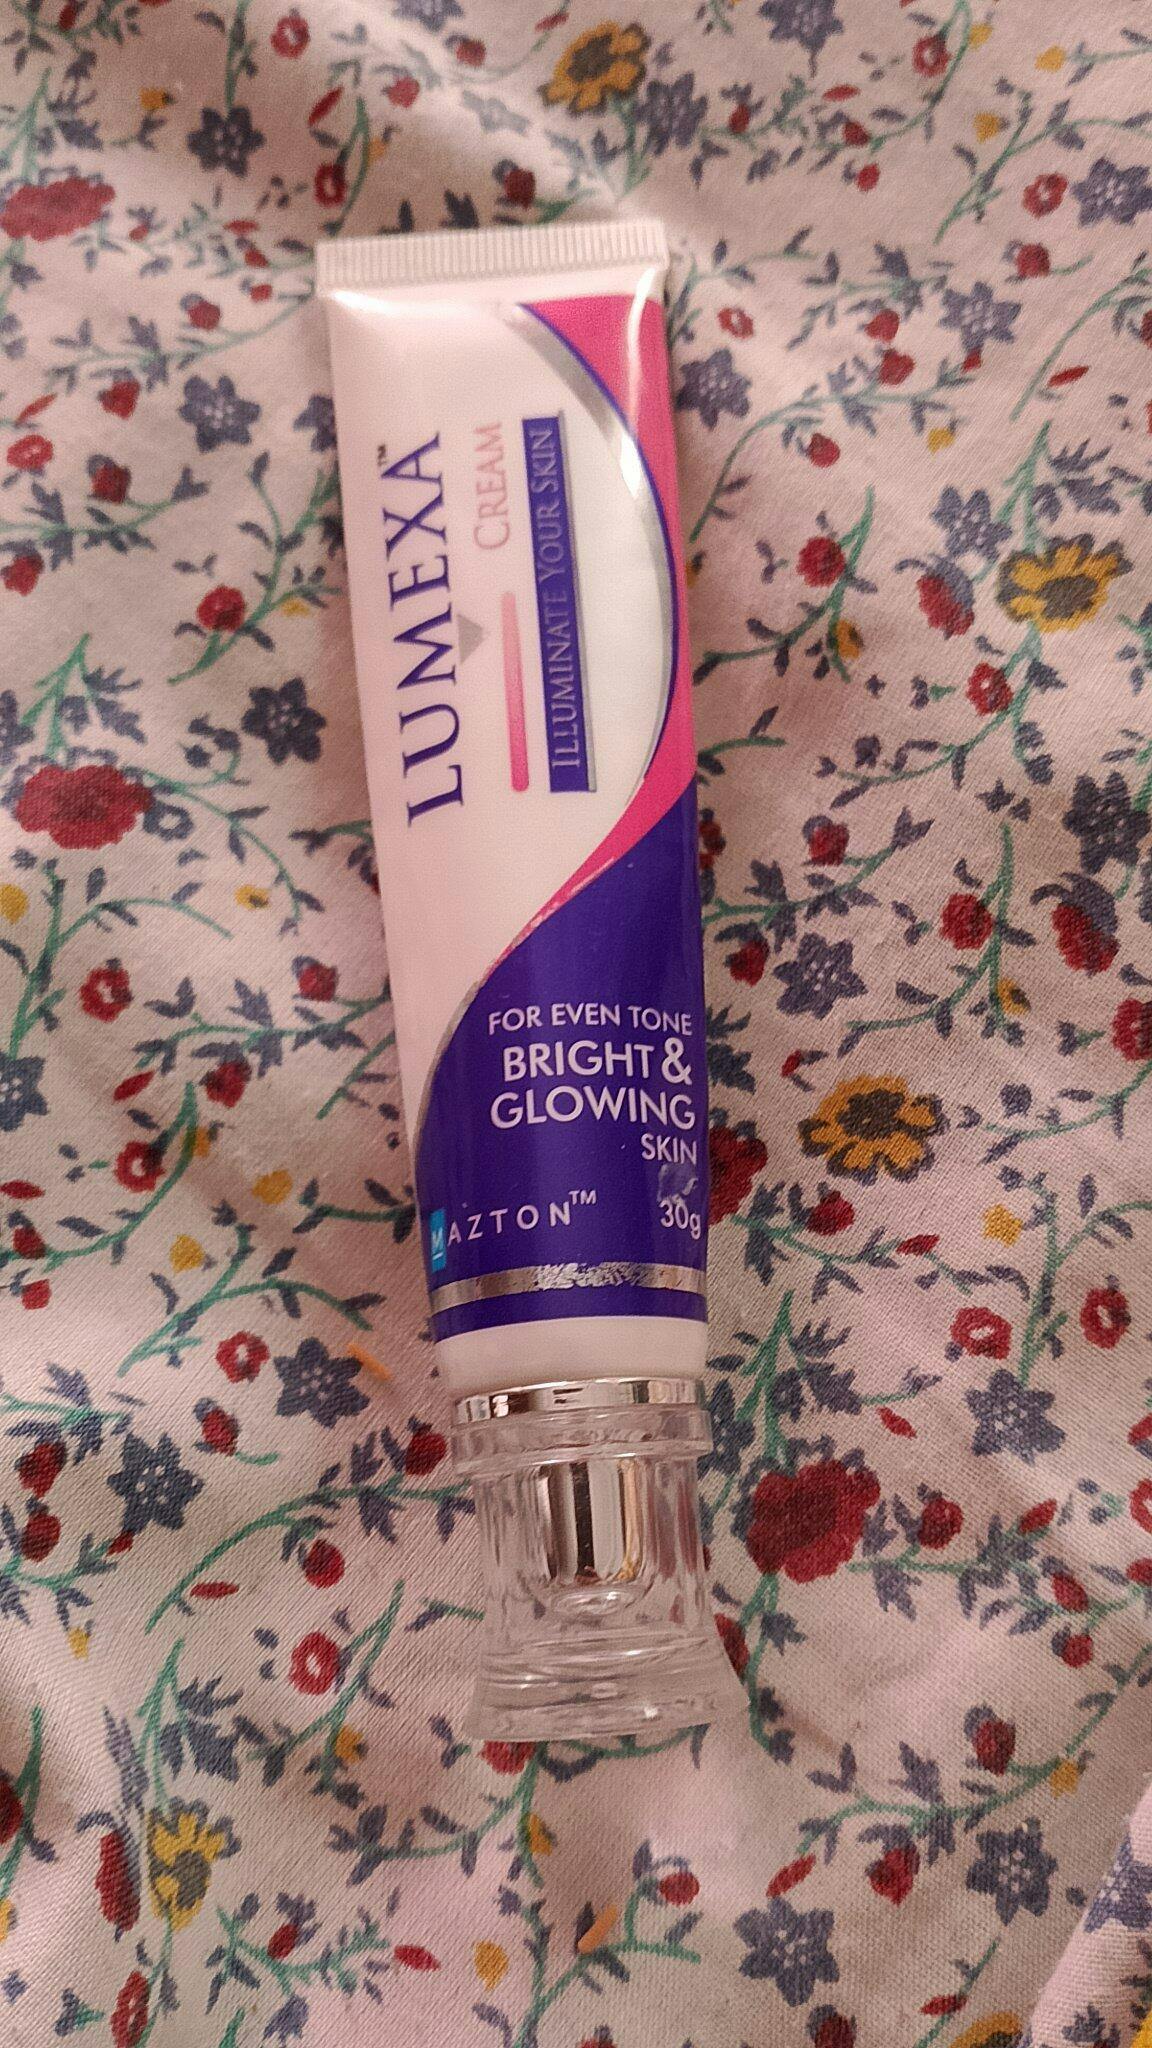 LUMEXA™
CREAM
ILLUMINATE YOUR SKIN
FOR EVEN TONE
BRIGHT &
GLOWING
SKIN
MAZTON™
30g